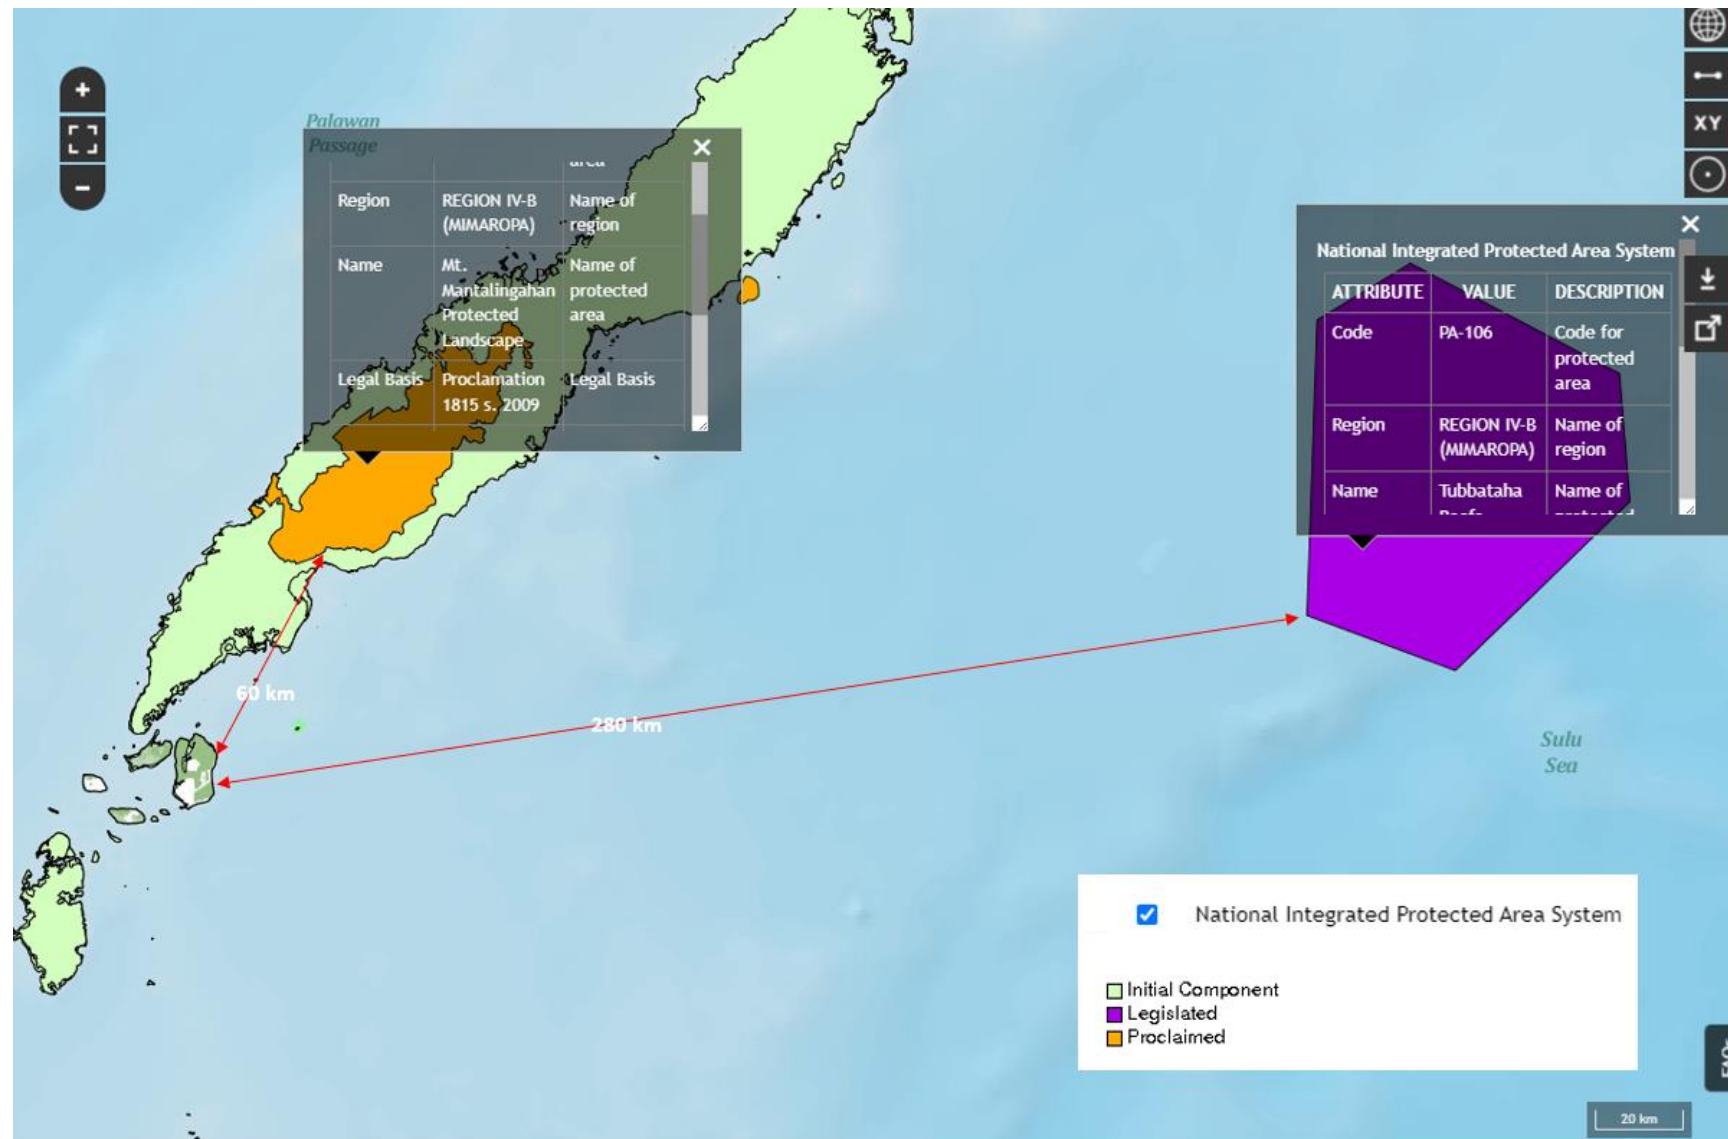 Palawan
Passage
area
Region
REGION IV-B
(MIMAROPA)
Name of
region
Name
Mt.
Mantalingahan
Protected
Landscape
Name of
protected
area
Legal Basis
Proclamation
1815 s. 2009
Legal Basis
XY
National Integrated Protected Area System
ATTRIBUTE VALUE DESCRIPTION
Code
PA-106
Code for
protected
area
Region
REGION IV-B
(MIMAROPA)
Name of
region
Name
Tubbataha
Reefs
Name of
protected
60 km
280 km
Sulu
Sea
National Integrated Protected Area System
Initial Component
Legislated
Proclaimed
20 km